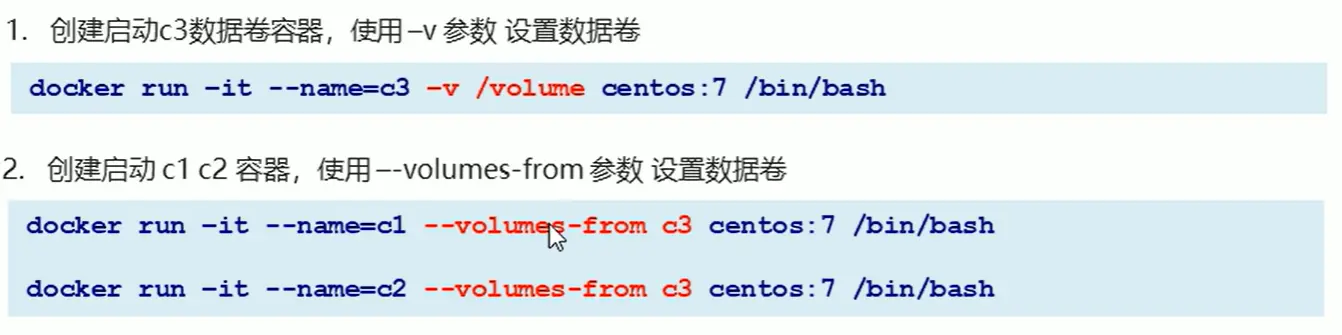 1. 创建启动c3数据卷容器，使用 –v 参数 设置数据卷
docker run –it --name=c3 –v /volume centos:7 /bin/bash
2. 创建启动 c1 c2 容器，使用 –-volumes-from 参数 设置数据卷
docker run –it --name=c1 --volumes-from c3 centos:7 /bin/bash
docker run –it --name=c2 --volumes-from c3 centos:7 /bin/bash